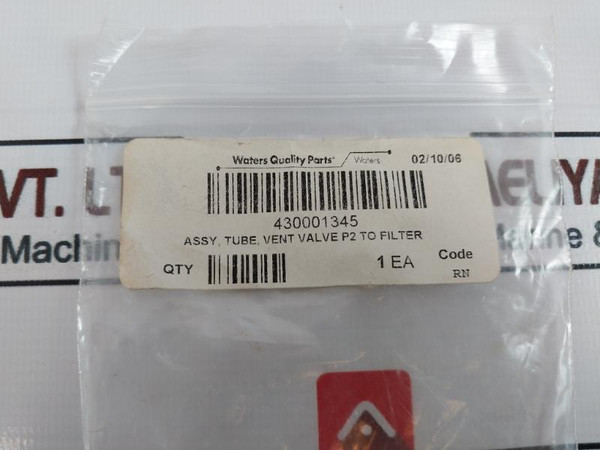 Waters Quality Parts Waters 02/10/06
430001345
ASSY, TUBE, VENT VALVE P2 TO FILTER
QTY 1 EA Code
RN
VT. LT
Machin &